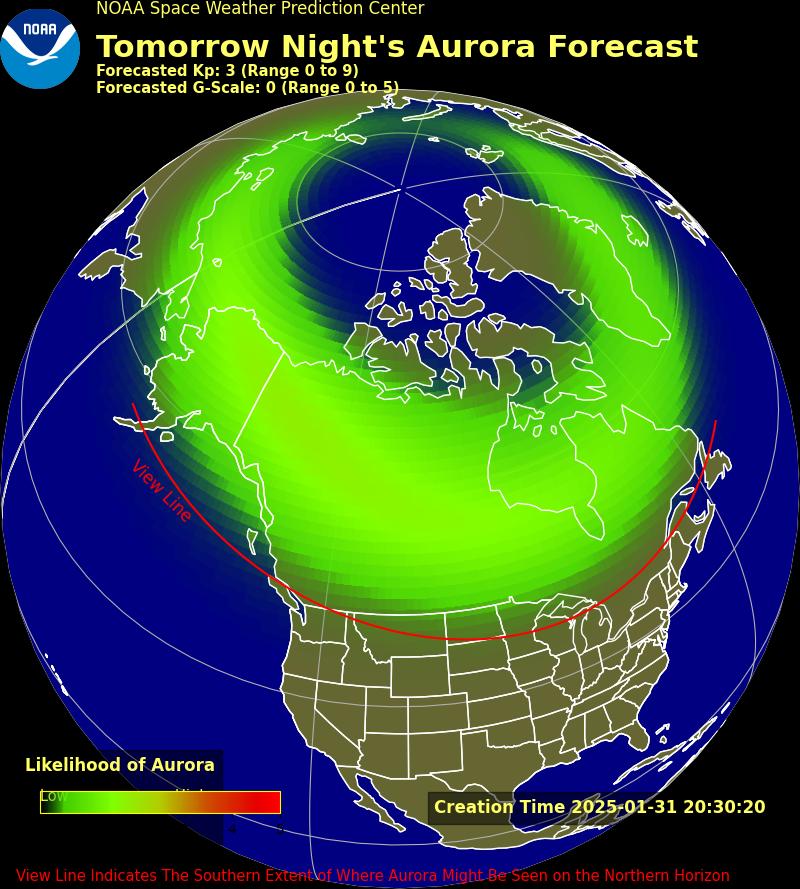 NOAA Space Weather Prediction Center
NOAA
Tomorrow Night's Aurora Forecast
Forecasted Kp: 3 (Range 0 to 9)
Forecasted G-Scale: 0 (Range 0 to 5)
View Line
Likelihood of Aurora
Low
High
4
Creation Time 2025-01-31 20:30:20
View Line Indicates The Southern Extent of Where Aurora Might Be Seen on the Northern Horizon